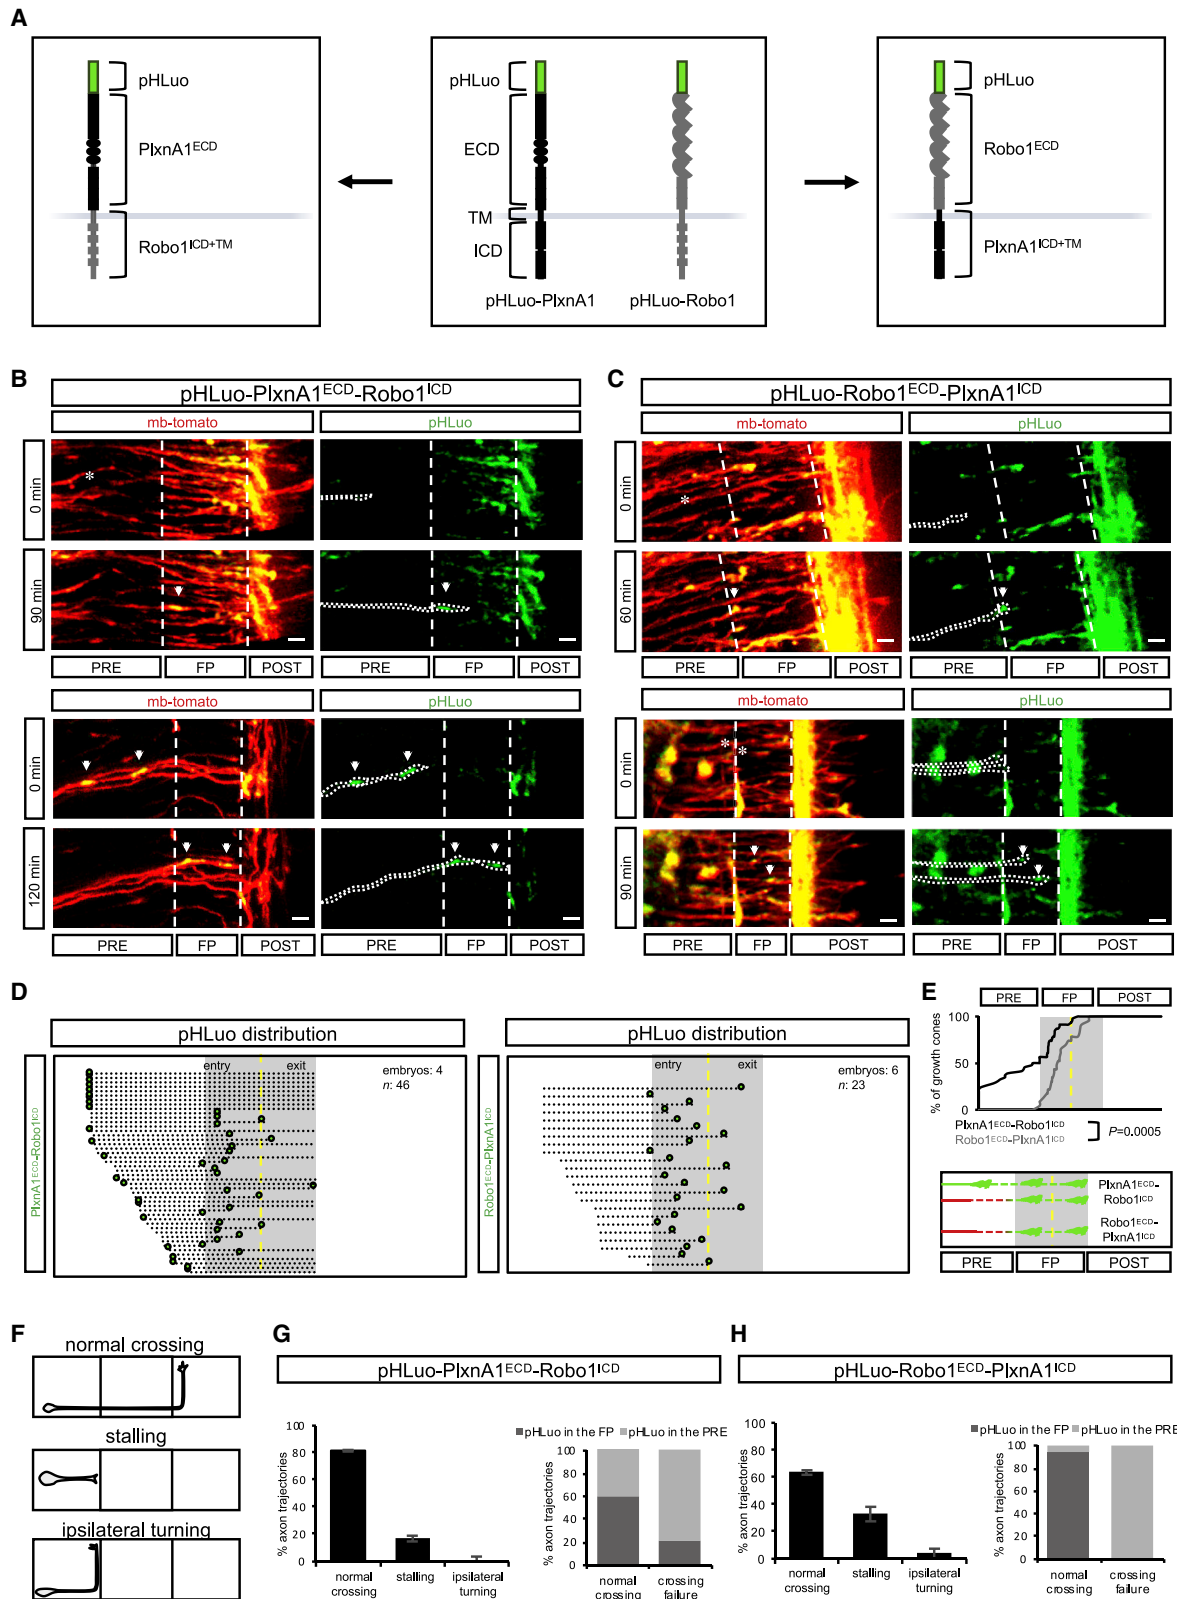 A
pHLuo
PlxnA1ECD
Robo1ICD+TM
pHLuo
ECD
TM
ICD
pHLuo-PlxnA1
pHLuo-Robo1
pHLuo
Robo1ECD
PlxnA1ICD+TM
B
pHLuo-PlxnA1ECD-Robo1ICD
mb-tomato
pHLuo
0 min
*
90 min
PRE
FP
POST
PRE
FP
POST
mb-tomato
pHLuo
0 min
120 min
PRE
FP
POST
PRE
FP
POST
C
pHLuo-Robo1ECD-PlxnA1ICD
mb-tomato
pHLuo
0 min
*
60 min
PRE
FP
POST
PRE
FP
POST
mb-tomato
pHLuo
0 min
* *
90 min
PRE
FP
POST
PRE
FP
POST
D
pHLuo distribution
PlxnA1ECD-Robo1ICD
entry
exit
embryos: 4
n: 46
pHLuo distribution
Robo1ECD-PlxnA1ICD
entry
exit
embryos: 6
n: 23
E
PRE
FP
POST
% of growth cones
100
50
0
PlxnA1ECD-Robo1ICD
Robo1ECD-PlxnA1ICD
P=0.0005
PlxnA1ECD-
Robo1ICD
Robo1ECD-
PlxnA1ICD
PRE
FP
POST
F
normal crossing
stalling
ipsilateral turning
G
pHLuo-PlxnA1ECD-Robo1ICD
% axon trajectories
100
80
60
40
20
0
normal crossing
stalling
ipsilateral turning
pHLuo in the FP
pHLuo in the PRE
% axon trajectories
100
80
60
40
20
0
normal crossing
crossing failure
H
pHLuo-Robo1ECD-PlxnA1ICD
% axon trajectories
100
80
60
40
20
0
normal crossing
stalling
ipsilateral turning
pHLuo in the FP
pHLuo in the PRE
% axon trajectories
100
80
60
40
20
0
normal crossing
crossing failure